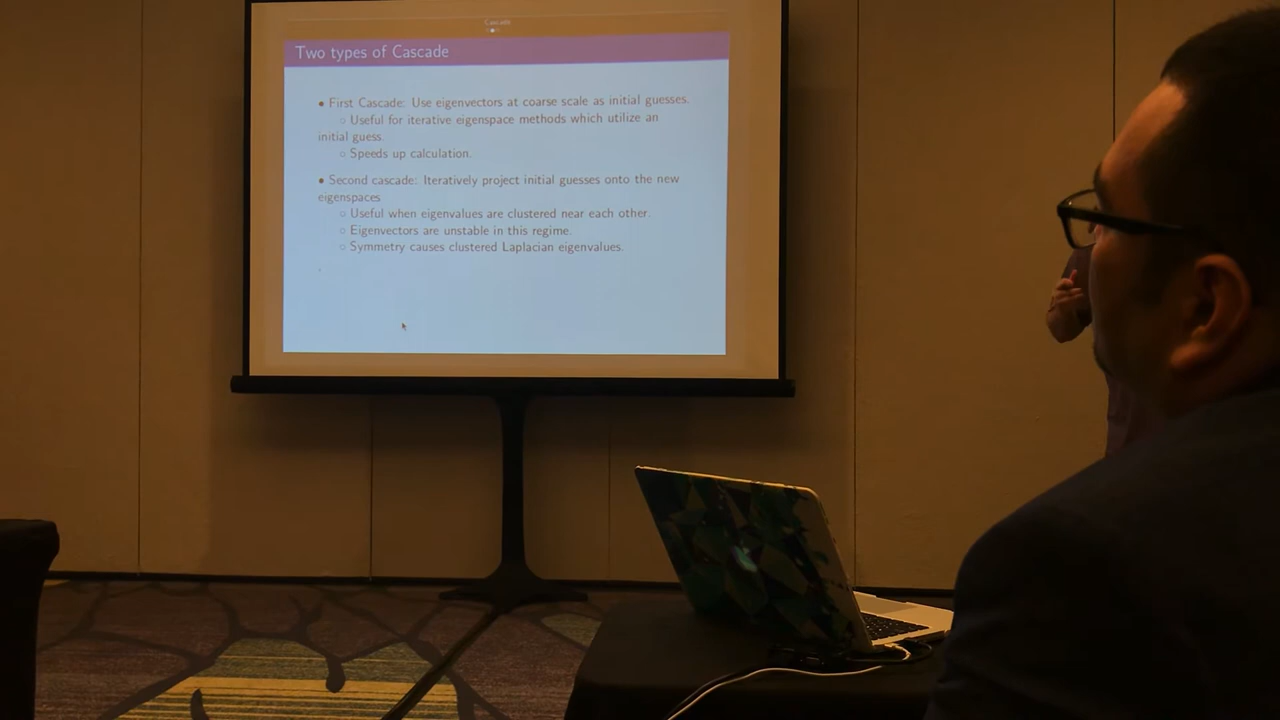 Cascade
Two types of Cascade
• First Cascade: Use eigenvectors at coarse scale as initial guesses.
○ Useful for iterative eigenspace methods which utilize an
initial guess.
○ Speeds up calculation.
• Second cascade: Iteratively project initial guesses onto the new
eigenspaces
○ Useful when eigenvalues are clustered near each other.
○ Eigenvectors are unstable in this regime.
○ Symmetry causes clustered Laplacian eigenvalues.